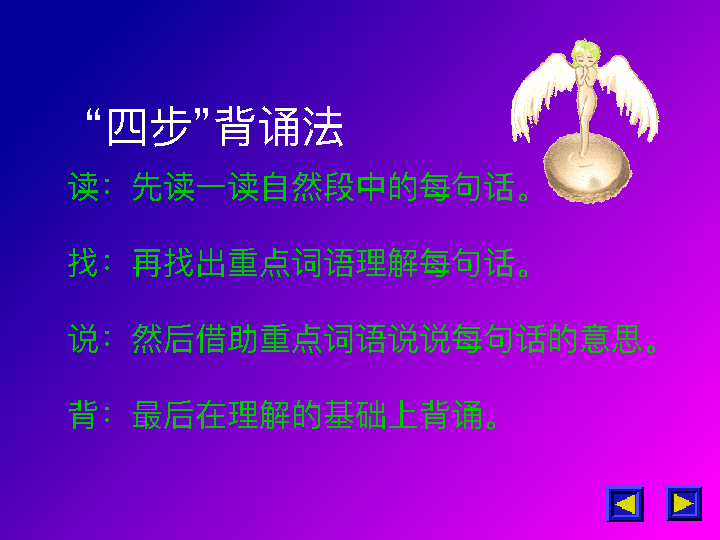 “四步”背诵法
读：先读一读自然段中的每句话。
找：再找出重点词语理解每句话。
说：然后借助重点词语说说每句话的意思。
背：最后在理解的基础上背诵。